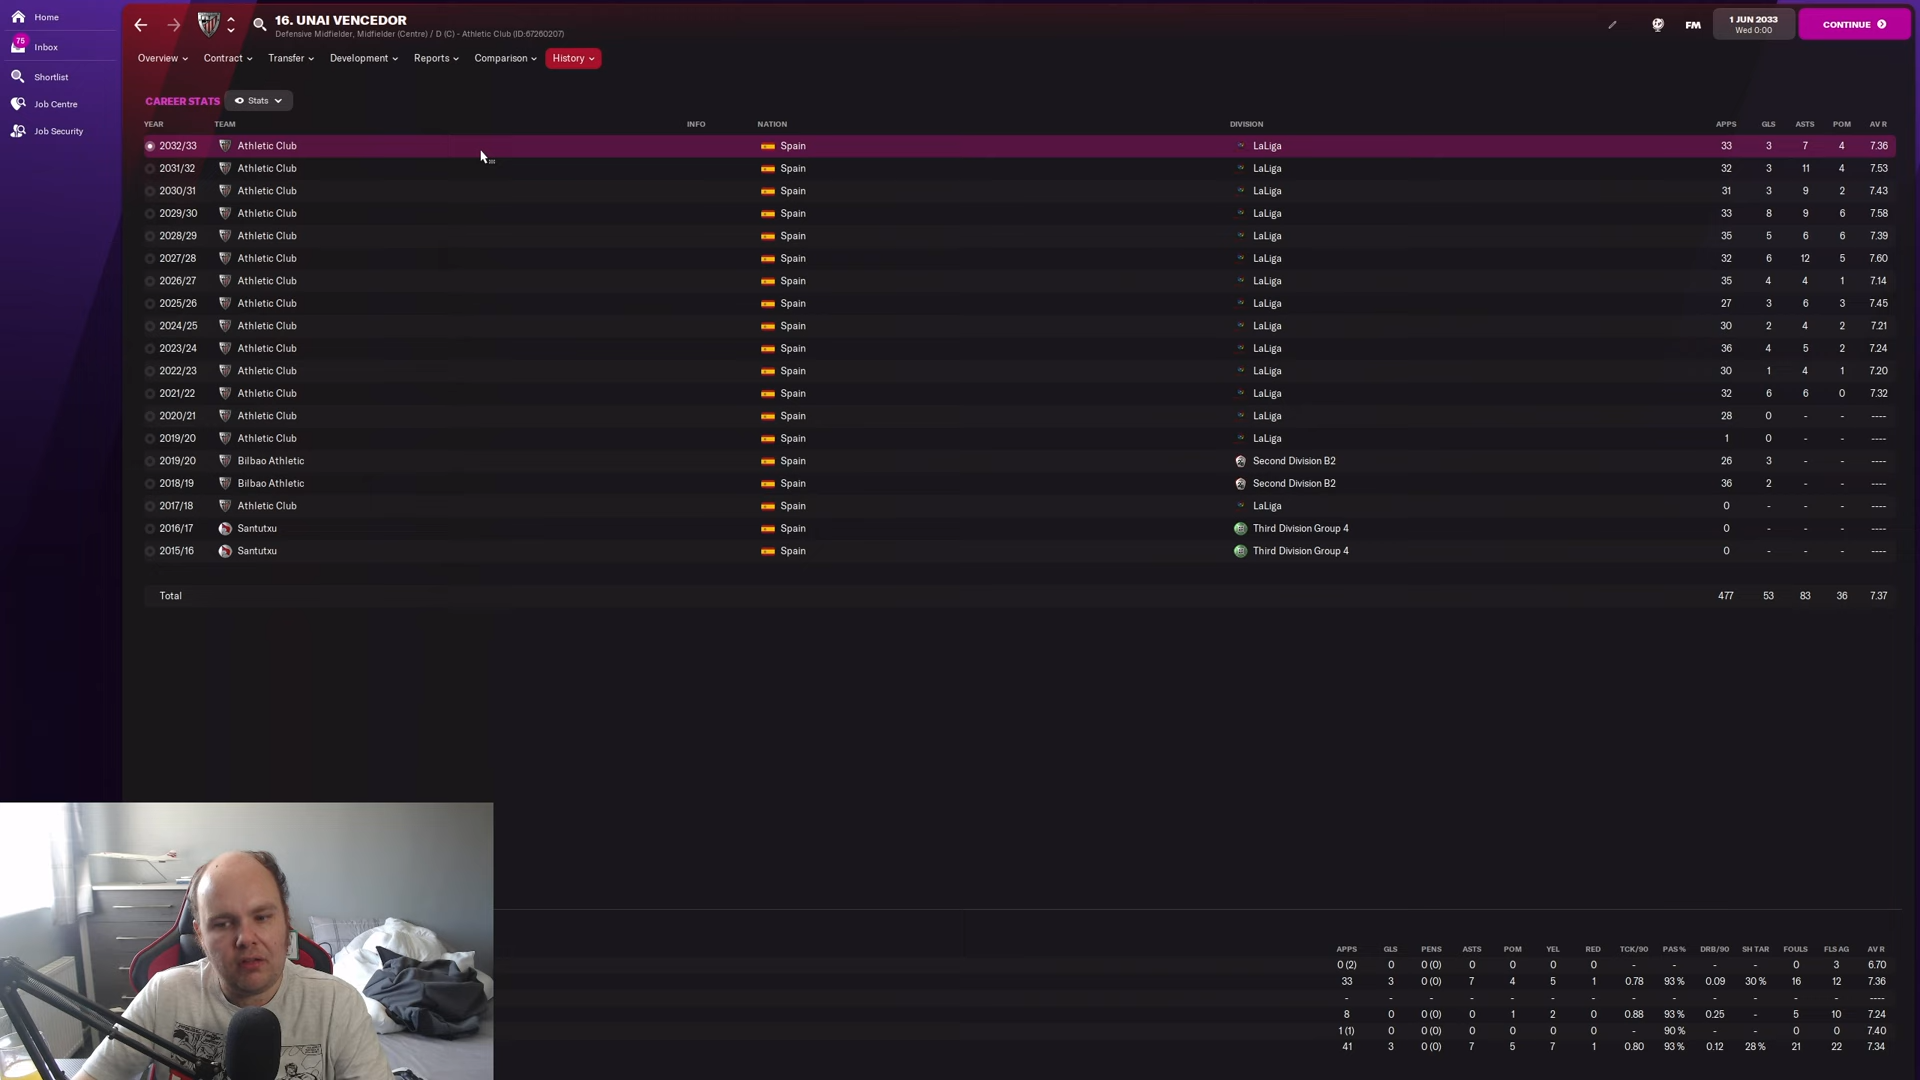 Home
75
Inbox
Shortlist
Job Centre
Job Security
16. UNAI VENCEDOR
Defensive Midfielder, Midfielder (Centre) / D (C) - Athletic Club (ID:67260207)
FM
1 JUN 2033
Wed 0:00
CONTINUE
Overview Contract Transfer Development Reports Comparison History
CAREER STATS Stats
YEAR TEAM INFO NATION DIVISION APPS GLS ASTS POM AV R
2032/33 Athletic Club Spain LaLiga 33 3 7 4 7.36
2031/32 Athletic Club Spain LaLiga 32 3 11 4 7.53
2030/31 Athletic Club Spain LaLiga 31 3 9 2 7.43
2029/30 Athletic Club Spain LaLiga 33 8 9 6 7.58
2028/29 Athletic Club Spain LaLiga 35 5 6 6 7.39
2027/28 Athletic Club Spain LaLiga 32 6 12 5 7.60
2026/27 Athletic Club Spain LaLiga 35 4 4 1 7.14
2025/26 Athletic Club Spain LaLiga 27 3 6 3 7.45
2024/25 Athletic Club Spain LaLiga 30 2 4 2 7.21
2023/24 Athletic Club Spain LaLiga 36 4 5 2 7.24
2022/23 Athletic Club Spain LaLiga 30 1 4 1 7.20
2021/22 Athletic Club Spain LaLiga 32 6 6 0 7.32
2020/21 Athletic Club Spain LaLiga 28 0 - - ----
2019/20 Athletic Club Spain LaLiga 1 0 - - ----
2019/20 Bilbao Athletic Spain Second Division B2 26 3 - - ----
2018/19 Bilbao Athletic Spain Second Division B2 36 2 - - ----
2017/18 Athletic Club Spain LaLiga 0 - - - ----
2016/17 Santutxu Spain Third Division Group 4 0 - - - ----
2015/16 Santutxu Spain Third Division Group 4 0 - - - ----
Total 477 53 83 36 7.37
APPS GLS PENS ASTS POM YEL RED TCK/90 PAS % DRB/90 SH TAR FOULS FLS AG AV R
0 (2) 0 0 (0) 0 0 0 0 - - - - 0 3 6.70
33 3 0 (0) 7 4 5 1 0.78 93 % 0.09 30 % 16 12 7.36
- - - - - - - - - - - - - ----
8 0 0 (0) 0 1 2 0 0.88 93 % 0.25 - 5 10 7.24
1 (1) 0 0 (0) 0 0 0 0 - 90 % - - 0 0 7.40
41 3 0 (0) 7 5 7 1 0.80 93 % 0.12 28 % 21 22 7.34